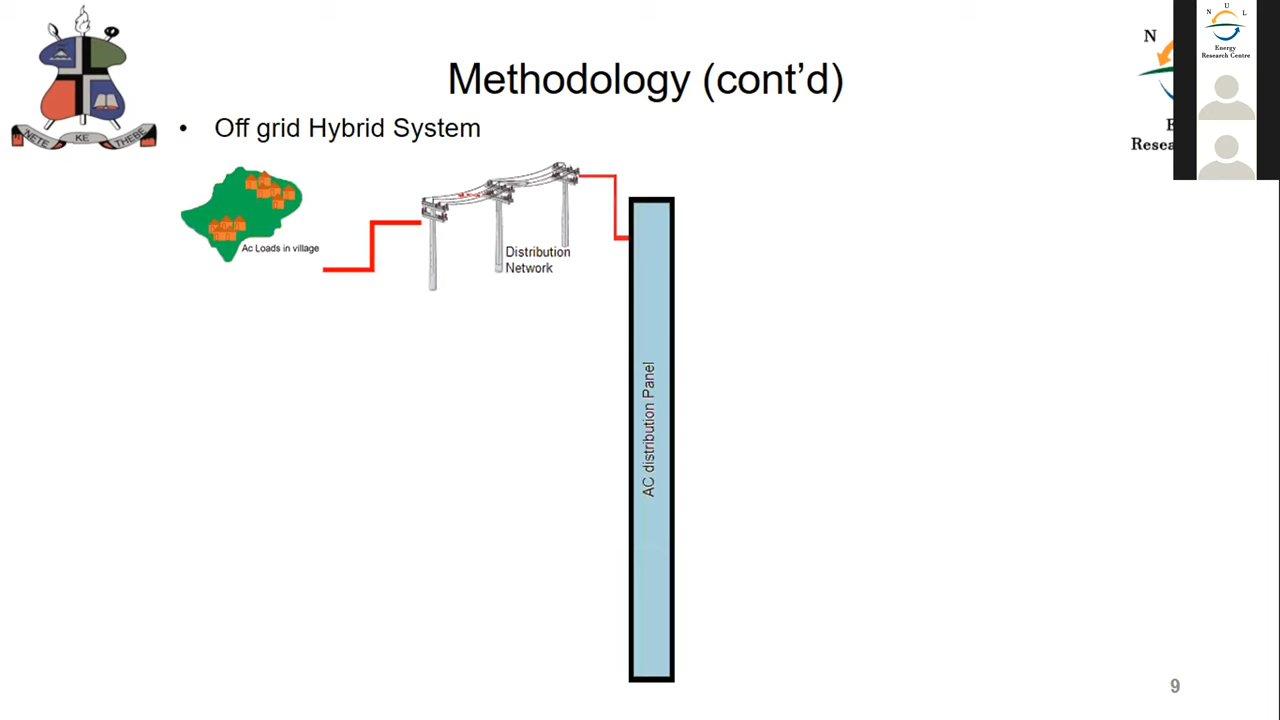 Methodology (cont’d)
• Off grid Hybrid System
NETE KE THEBE
N U L
Energy
Research Centre
N
E
Resea
Ac Loads in village
Distribution
Network
AC distribution Panel
9